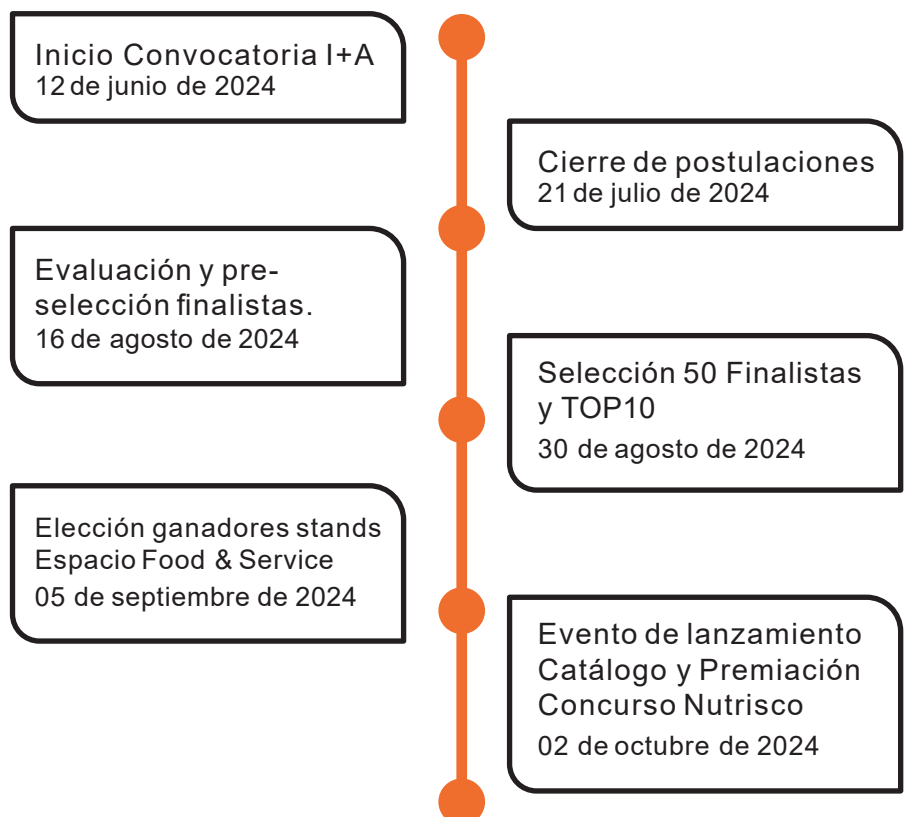 Inicio Convocatoria I+A
12 de junio de 2024
Cierre de postulaciones
21 de julio de 2024
Evaluación y pre-
selección finalistas.
16 de agosto de 2024
Selección 50 Finalistas
y TOP10
30 de agosto de 2024
Elección ganadores stands
Espacio Food & Service
05 de septiembre de 2024
Evento de lanzamiento
Catálogo y Premiación
Concurso Nutrisco
02 de octubre de 2024